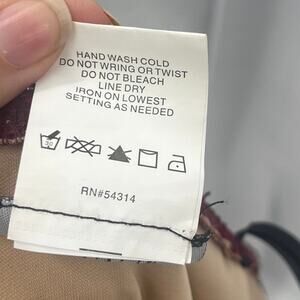 HAND WASH COLD
DO NOT WRING OR TWIST
DO NOT BLEACH
LINE DRY
IRON ON LOWEST
SETTING AS NEEDED
30
RN#54314